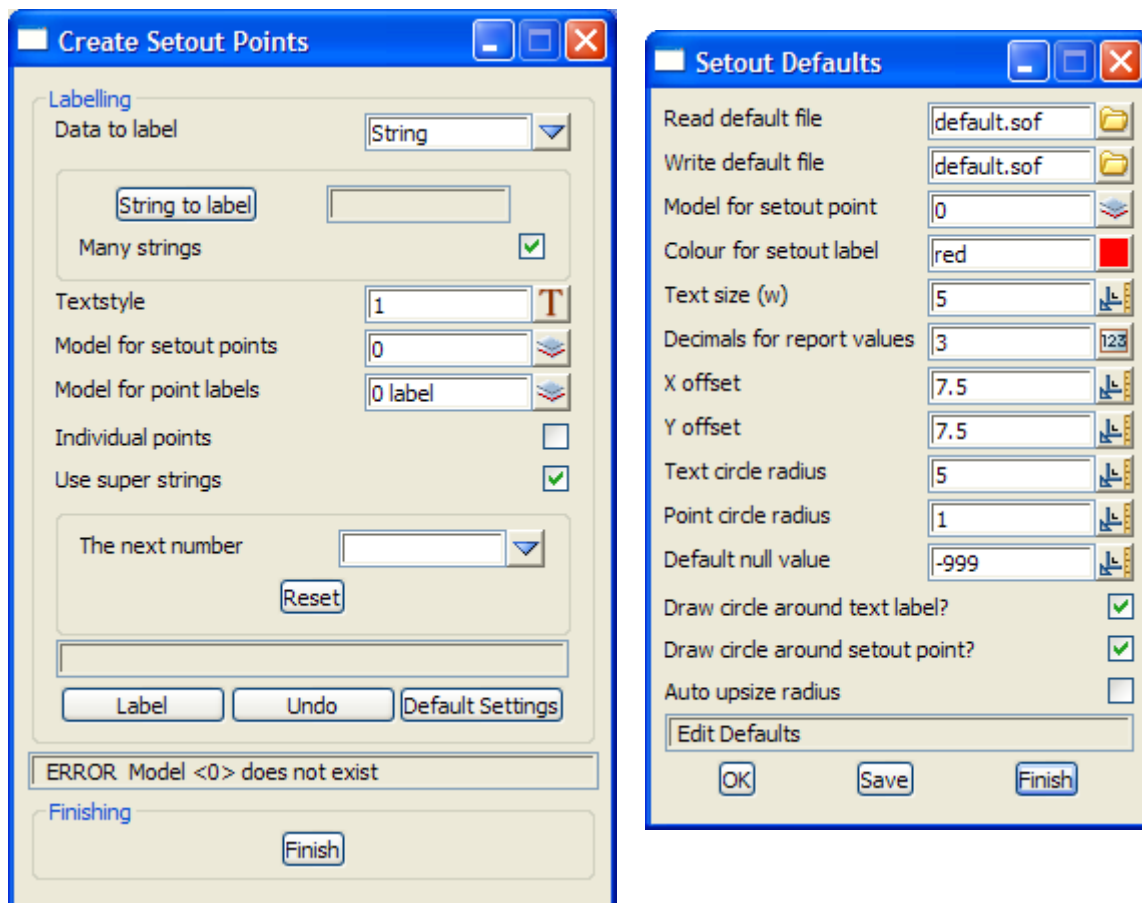 Create Setout Points
Labelling
Data to label String
String to label
Many strings
Textstyle 1 T
Model for setout points 0
Model for point labels 0 label
Individual points
Use super strings
The next number
Reset
Label Undo Default Settings
ERROR Model <0> does not exist
Finishing
Finish
Setout Defaults
Read default file default.sof
Write default file default.sof
Model for setout point 0
Colour for setout label red
Text size (w) 5
Decimals for report values 3 123
X offset 7.5
Y offset 7.5
Text circle radius 5
Point circle radius 1
Default null value -999
Draw circle around text label?
Draw circle around setout point?
Auto upsize radius
Edit Defaults
OK Save Finish